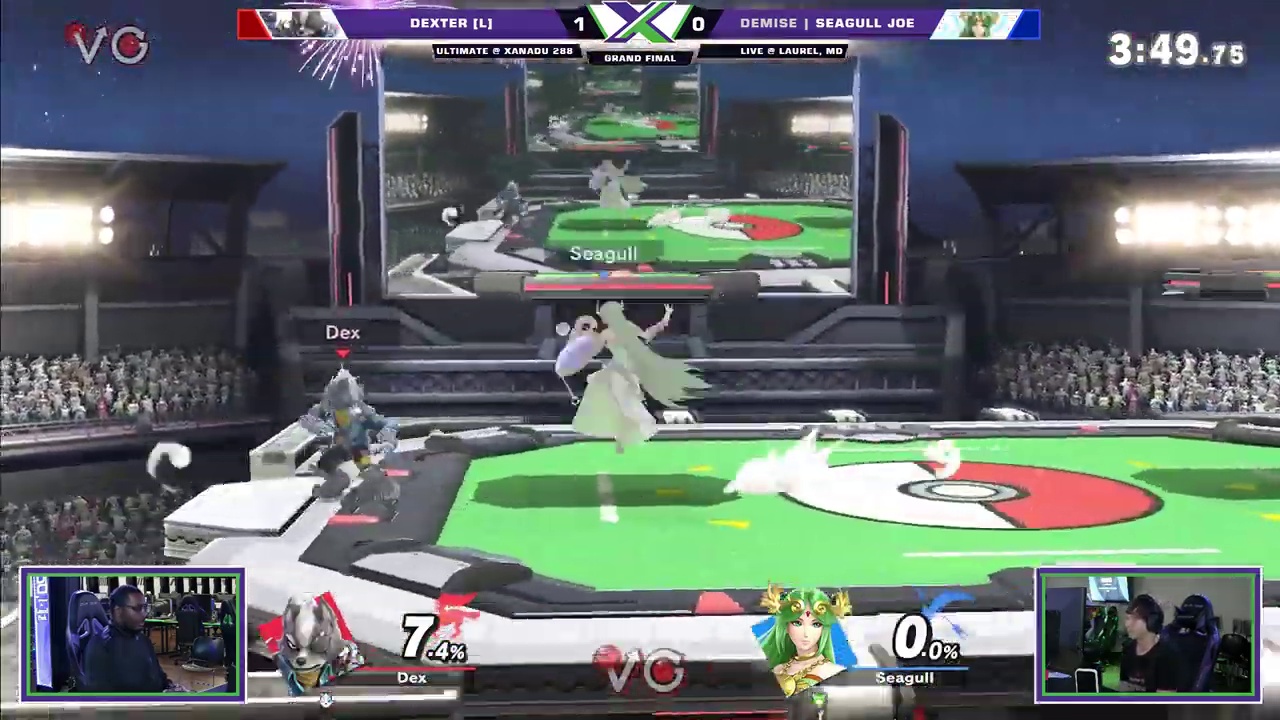 DEXTER [L] 1 0 DEMISE | SEAGULL JOE
ULTIMATE @ XANADU 288 GRAND FINAL LIVE @ LAUREL, MD
VG
3:49.75
Seagull
Dex
7.4%
Dex
VG
0.0%
Seagull